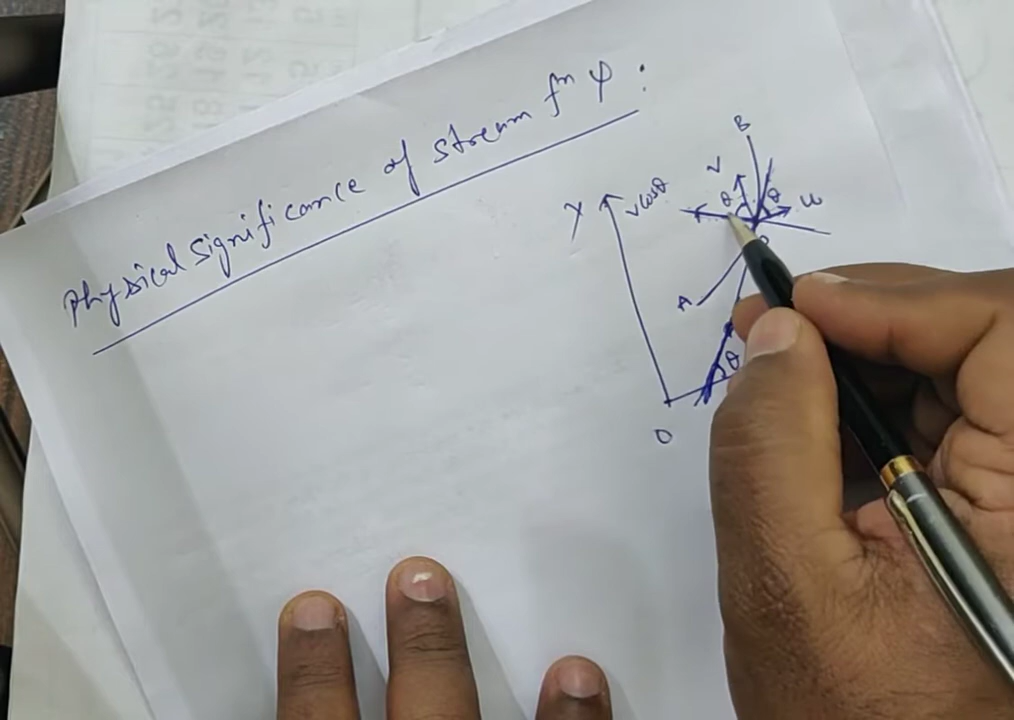 Physical Significance of stream fⁿ ψ :
B
V
θ θ u
Y v cosθ
P
A
θ
O